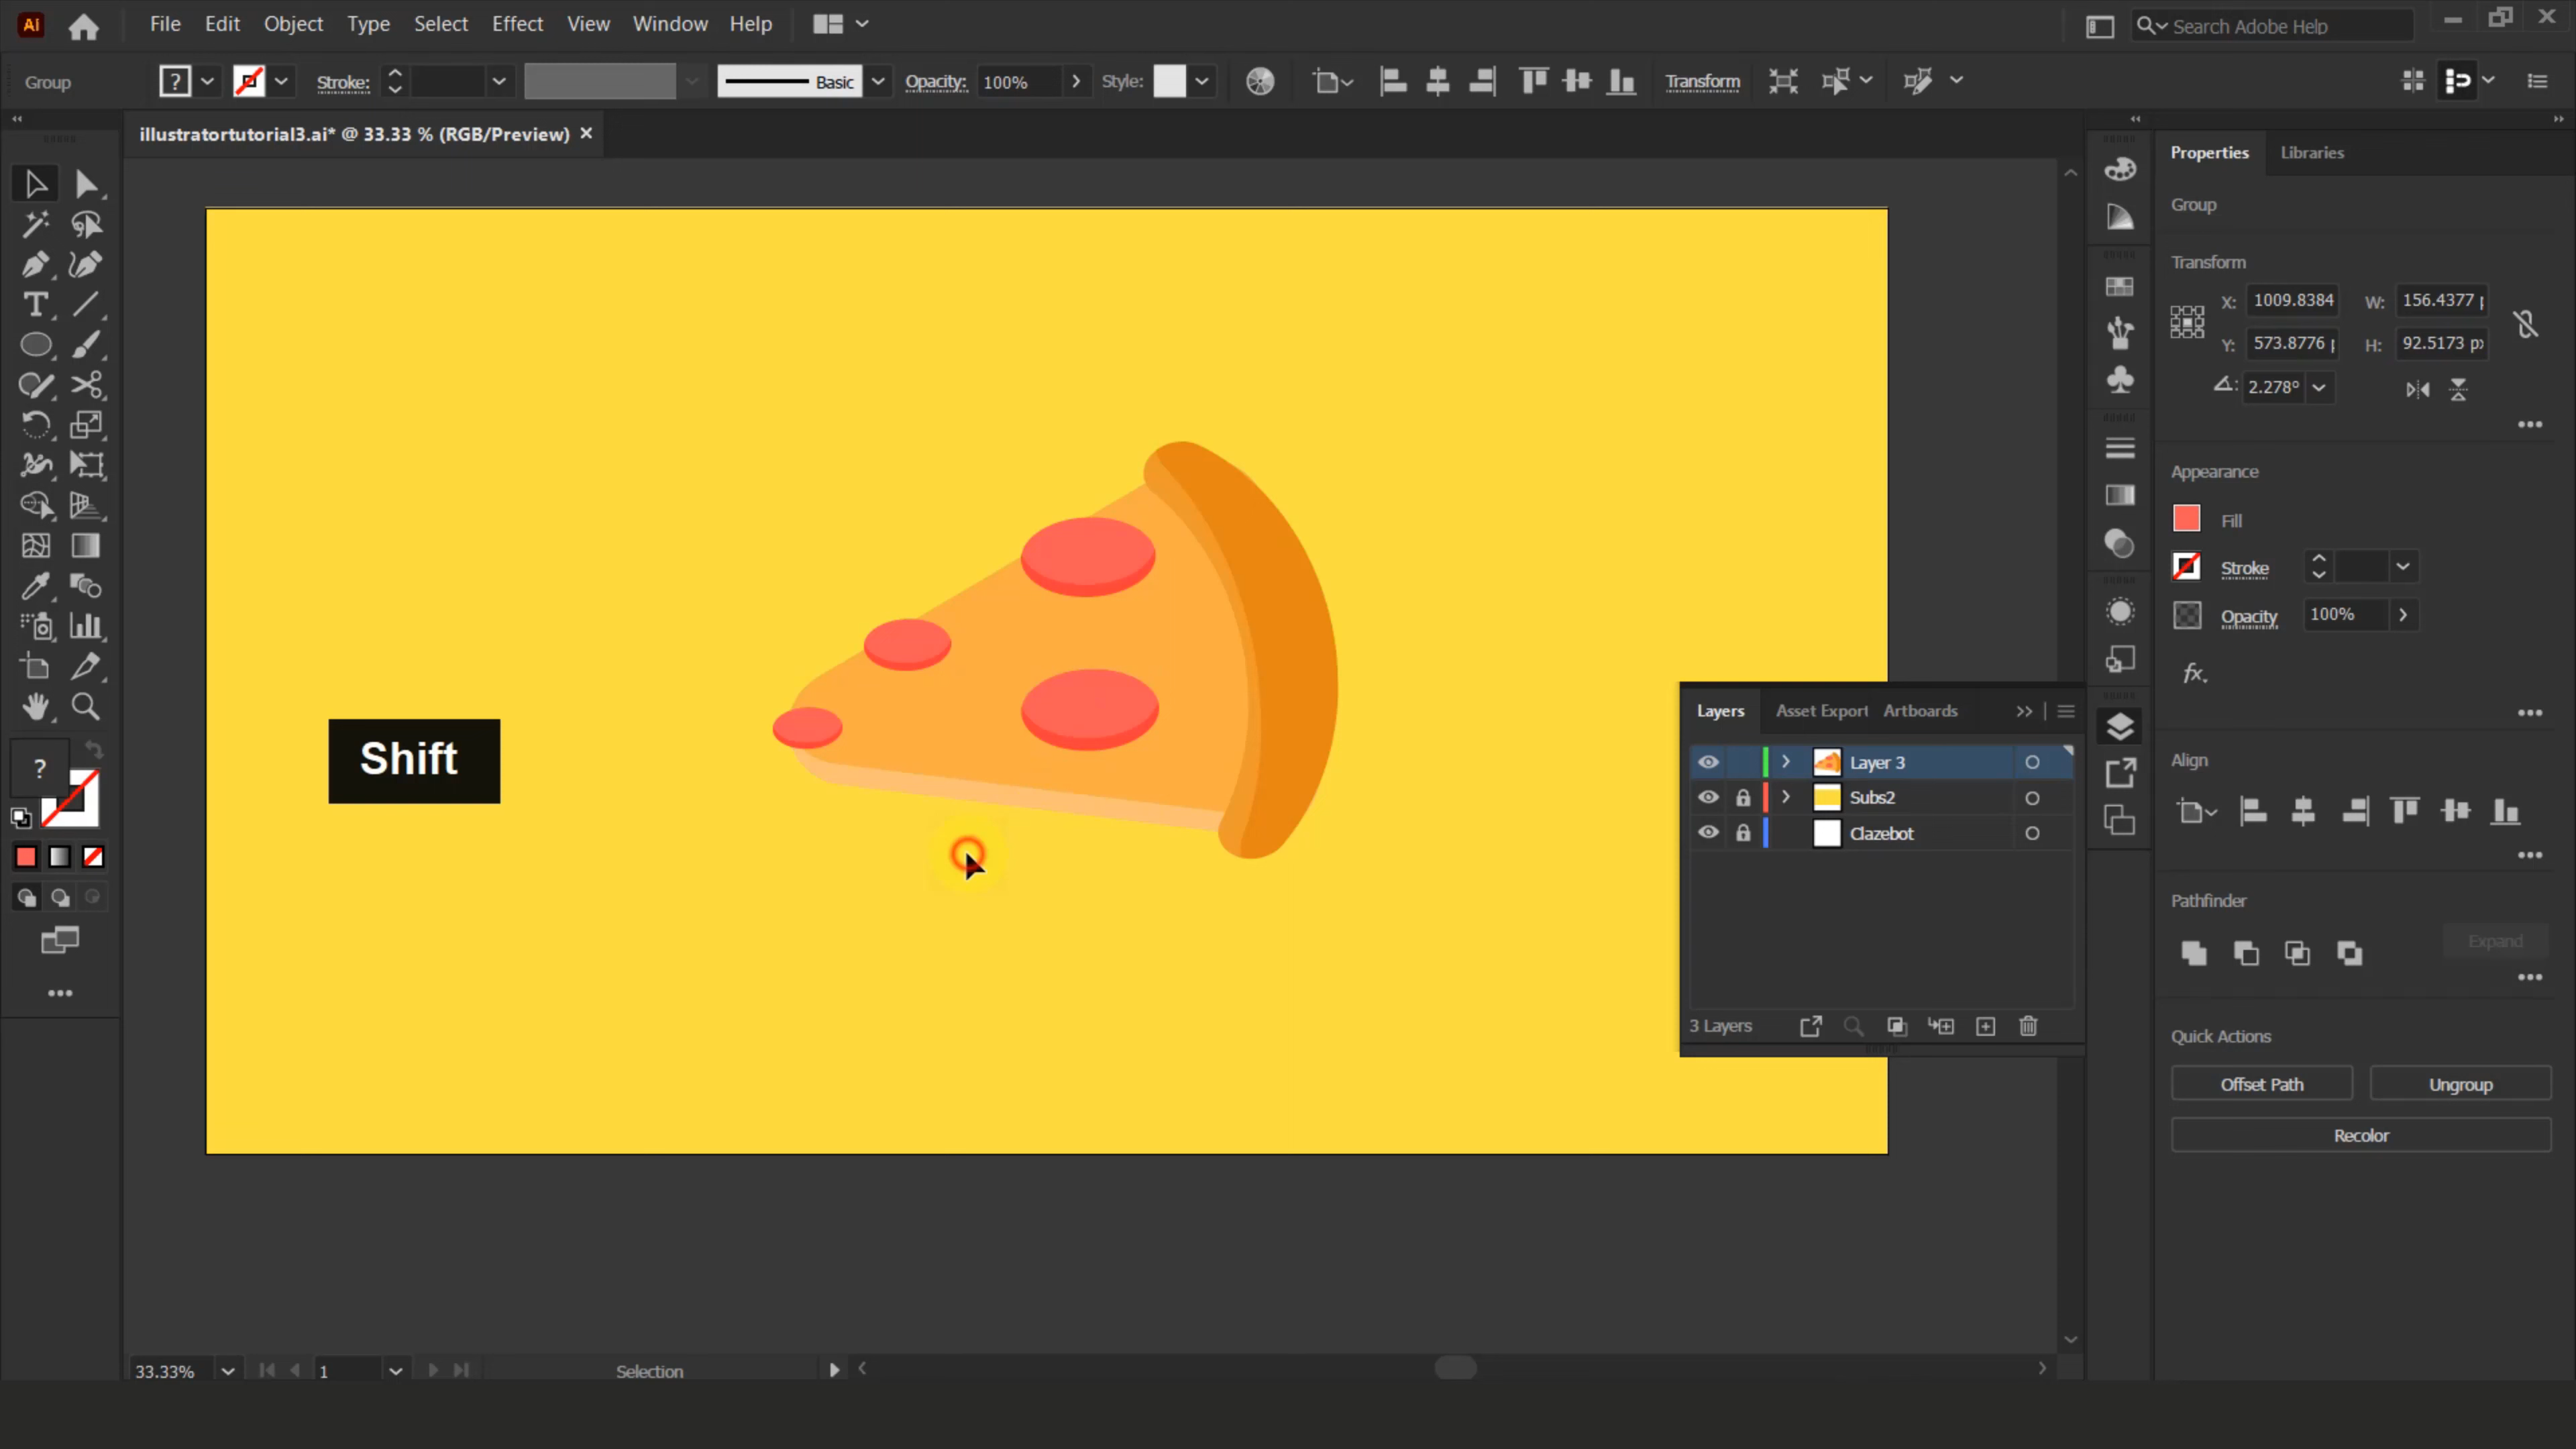 Ai File Edit Object Type Select Effect View Window Help Search Adobe Help
Group ? Stroke: Basic Opacity: 100% Style: Transform
illustratortutorial3.ai* @ 33.33 % (RGB/Preview)
Properties Libraries
Group
Transform
X: 1009.8384 W: 156.4377 p
Y: 573.8776 p H: 92.5173 px
2.278°
Appearance
Fill
Stroke
Opacity 100%
fx
Align
Pathfinder
Expand
Quick Actions
Offset Path Ungroup
Recolor
Layers Asset Export Artboards
Layer 3
Subs2
Clazebot
3 Layers
Shift
?
33.33% 1 Selection